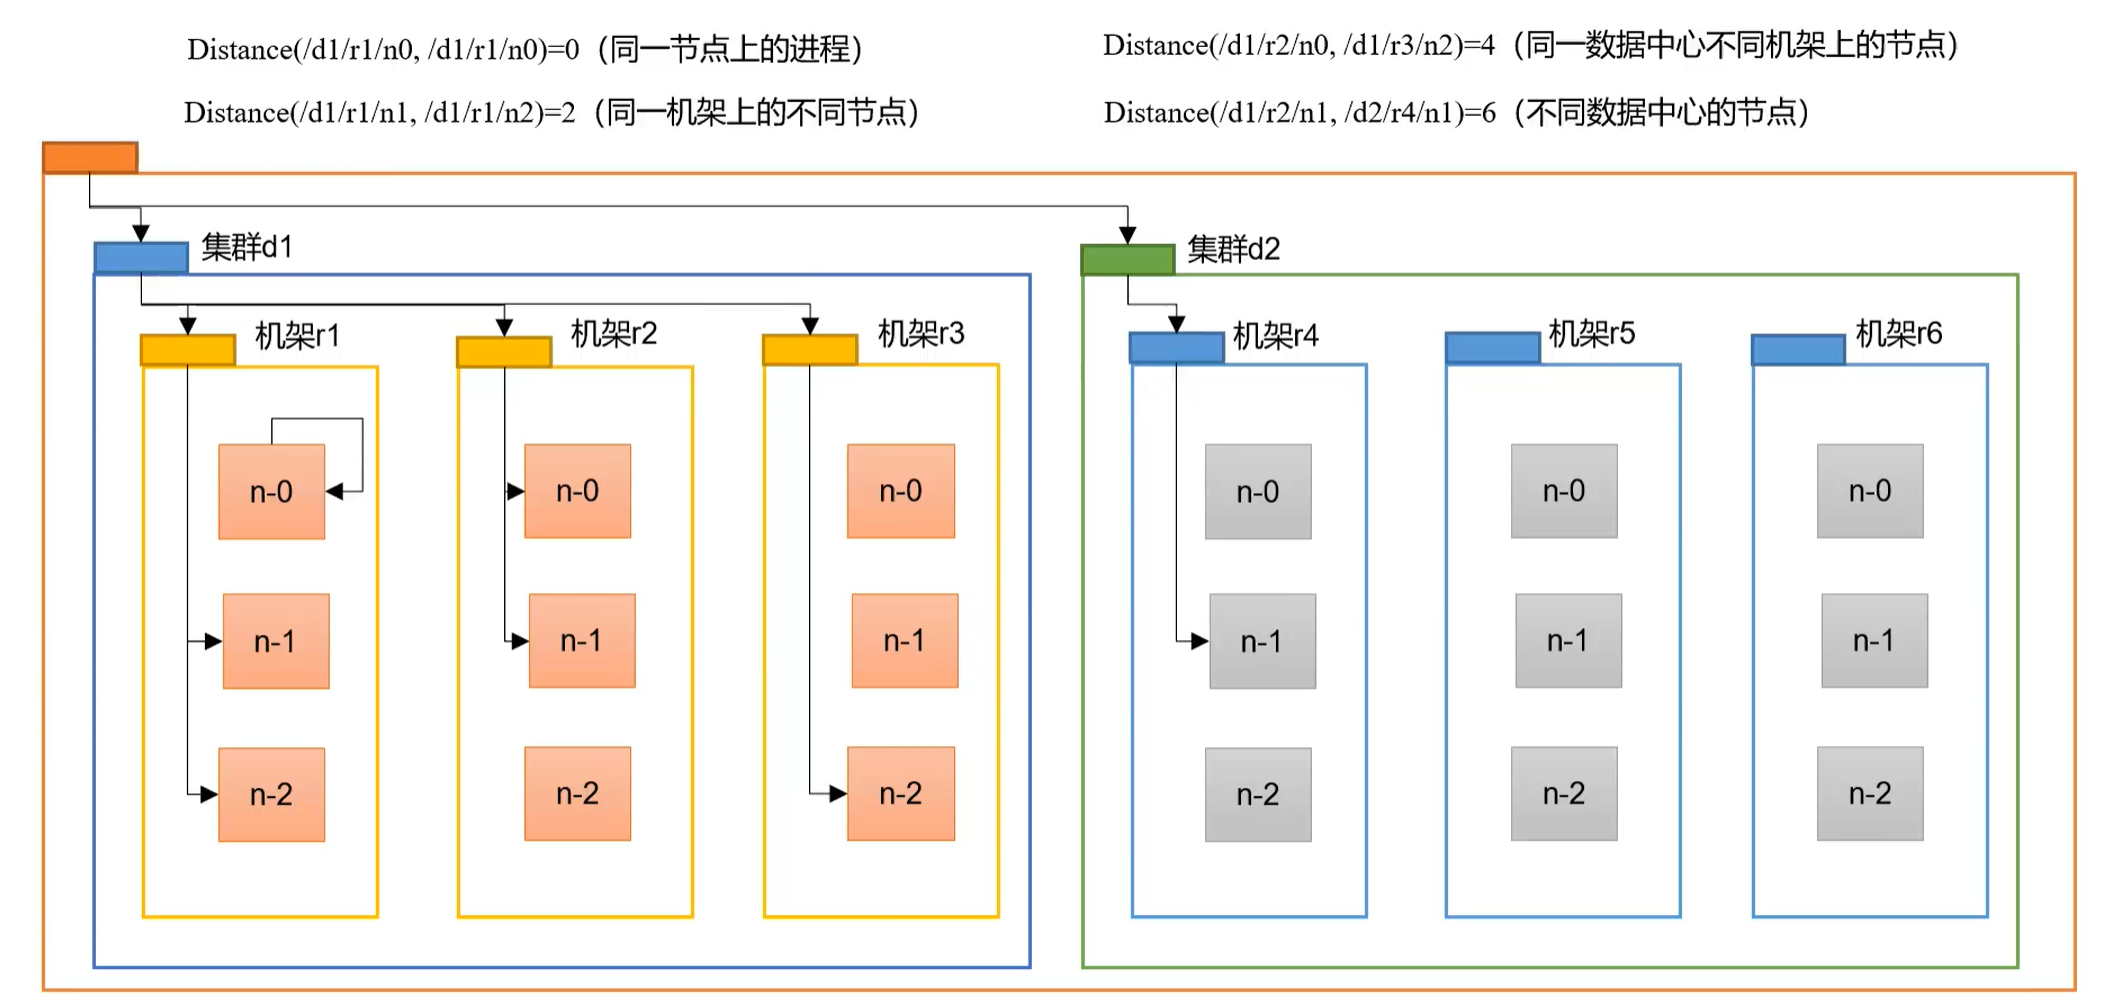 Distance(/d1/r1/n0, /d1/r1/n0)=0（同一节点上的进程）
Distance(/d1/r2/n0, /d1/r3/n2)=4（同一数据中心不同机架上的节点）
Distance(/d1/r1/n1, /d1/r1/n2)=2（同一机架上的不同节点）
Distance(/d1/r2/n1, /d2/r4/n1)=6（不同数据中心的节点）
集群d1
集群d2
机架r1
机架r2
机架r3
机架r4
机架r5
机架r6
n-0
n-0
n-0
n-0
n-0
n-0
n-1
n-1
n-1
n-1
n-1
n-1
n-2
n-2
n-2
n-2
n-2
n-2